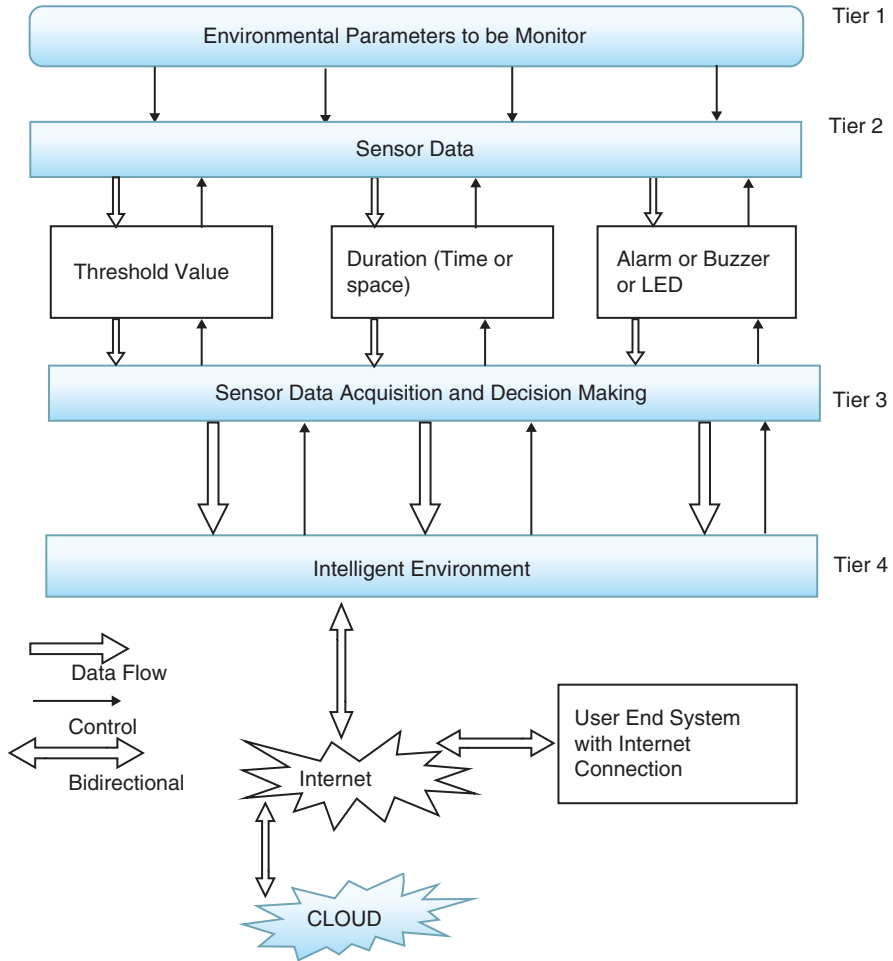 Environmental Parameters to be Monitor
Tier 1
Tier 2
Sensor Data
Threshold Value
Duration (Time or
space)
Alarm or Buzzer
or LED
Sensor Data Acquisition and Decision Making
Tier 3
Intelligent Environment
Tier 4
Data Flow
Control
Bidirectional
Internet
User End System
with Internet
Connection
CLOUD